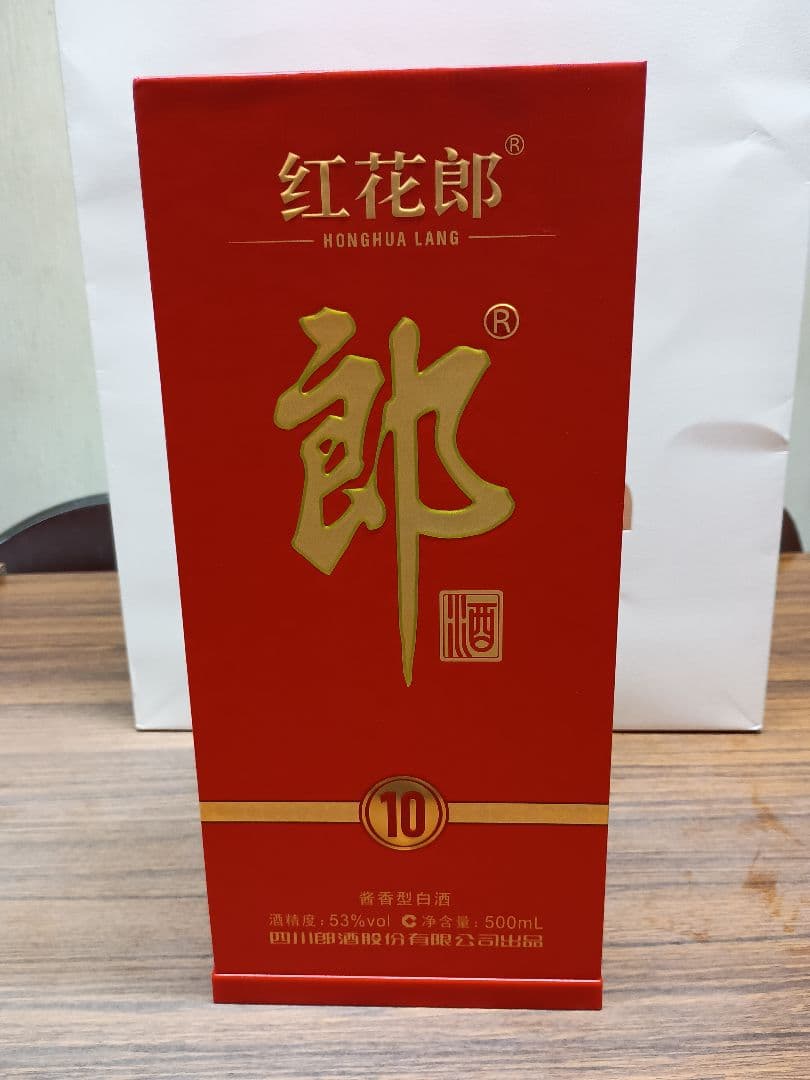 红花郎®
HONGHUA LANG
郎®
酒
10
酱香型白酒
酒精度: 53%vol C 净含量: 500mL
四川郎酒股份有限公司出品